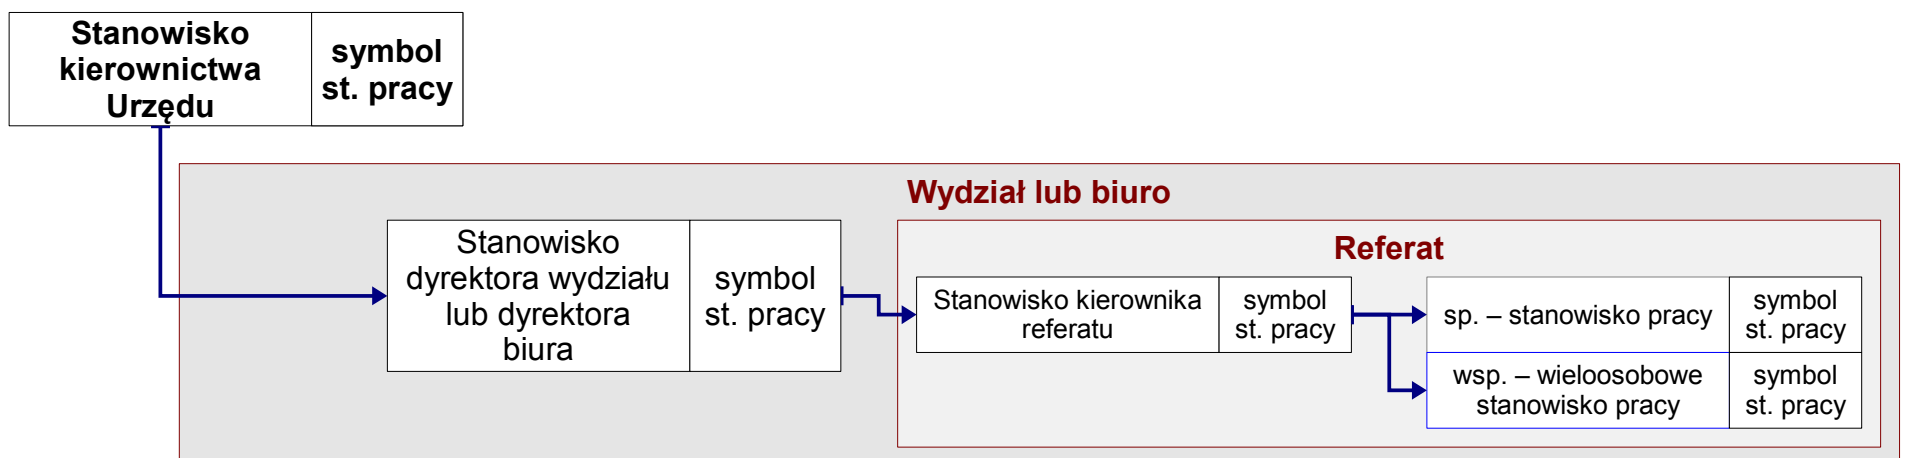 Stanowisko
kierownictwa
Urzędu
symbol
st. pracy
Wydział lub biuro
Stanowisko
dyrektora wydziału
lub dyrektora
biura
symbol
st. pracy
Referat
Stanowisko kierownika
referatu
symbol
st. pracy
sp. – stanowisko pracy
symbol
st. pracy
wsp. – wieloosobowe
stanowisko pracy
symbol
st. pracy